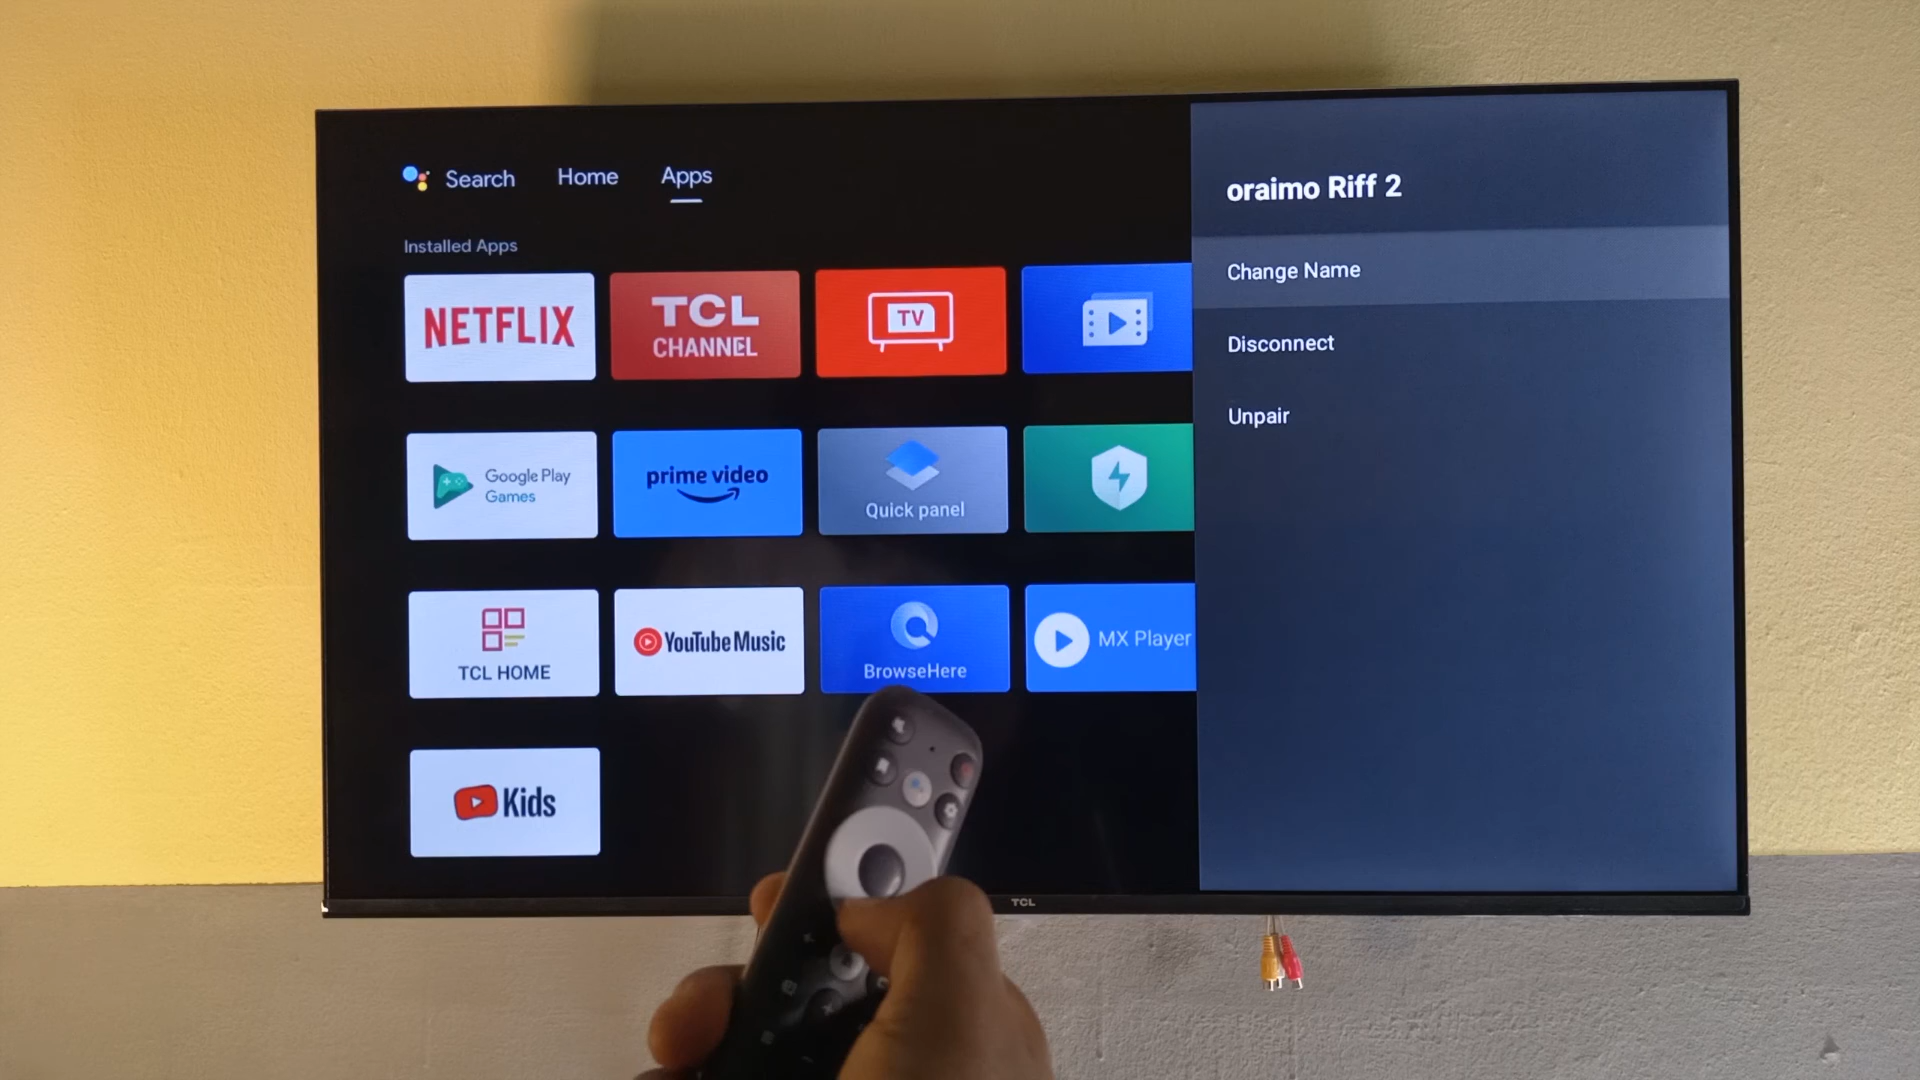 Search Home Apps
Installed Apps
NETFLIX
TCL
CHANNEL
TV
Google Play
Games
prime video
Quick panel
TCL HOME
YouTube Music
BrowseHere
MX Player
Kids
oraimo Riff 2
Change Name
Disconnect
Unpair
TCL